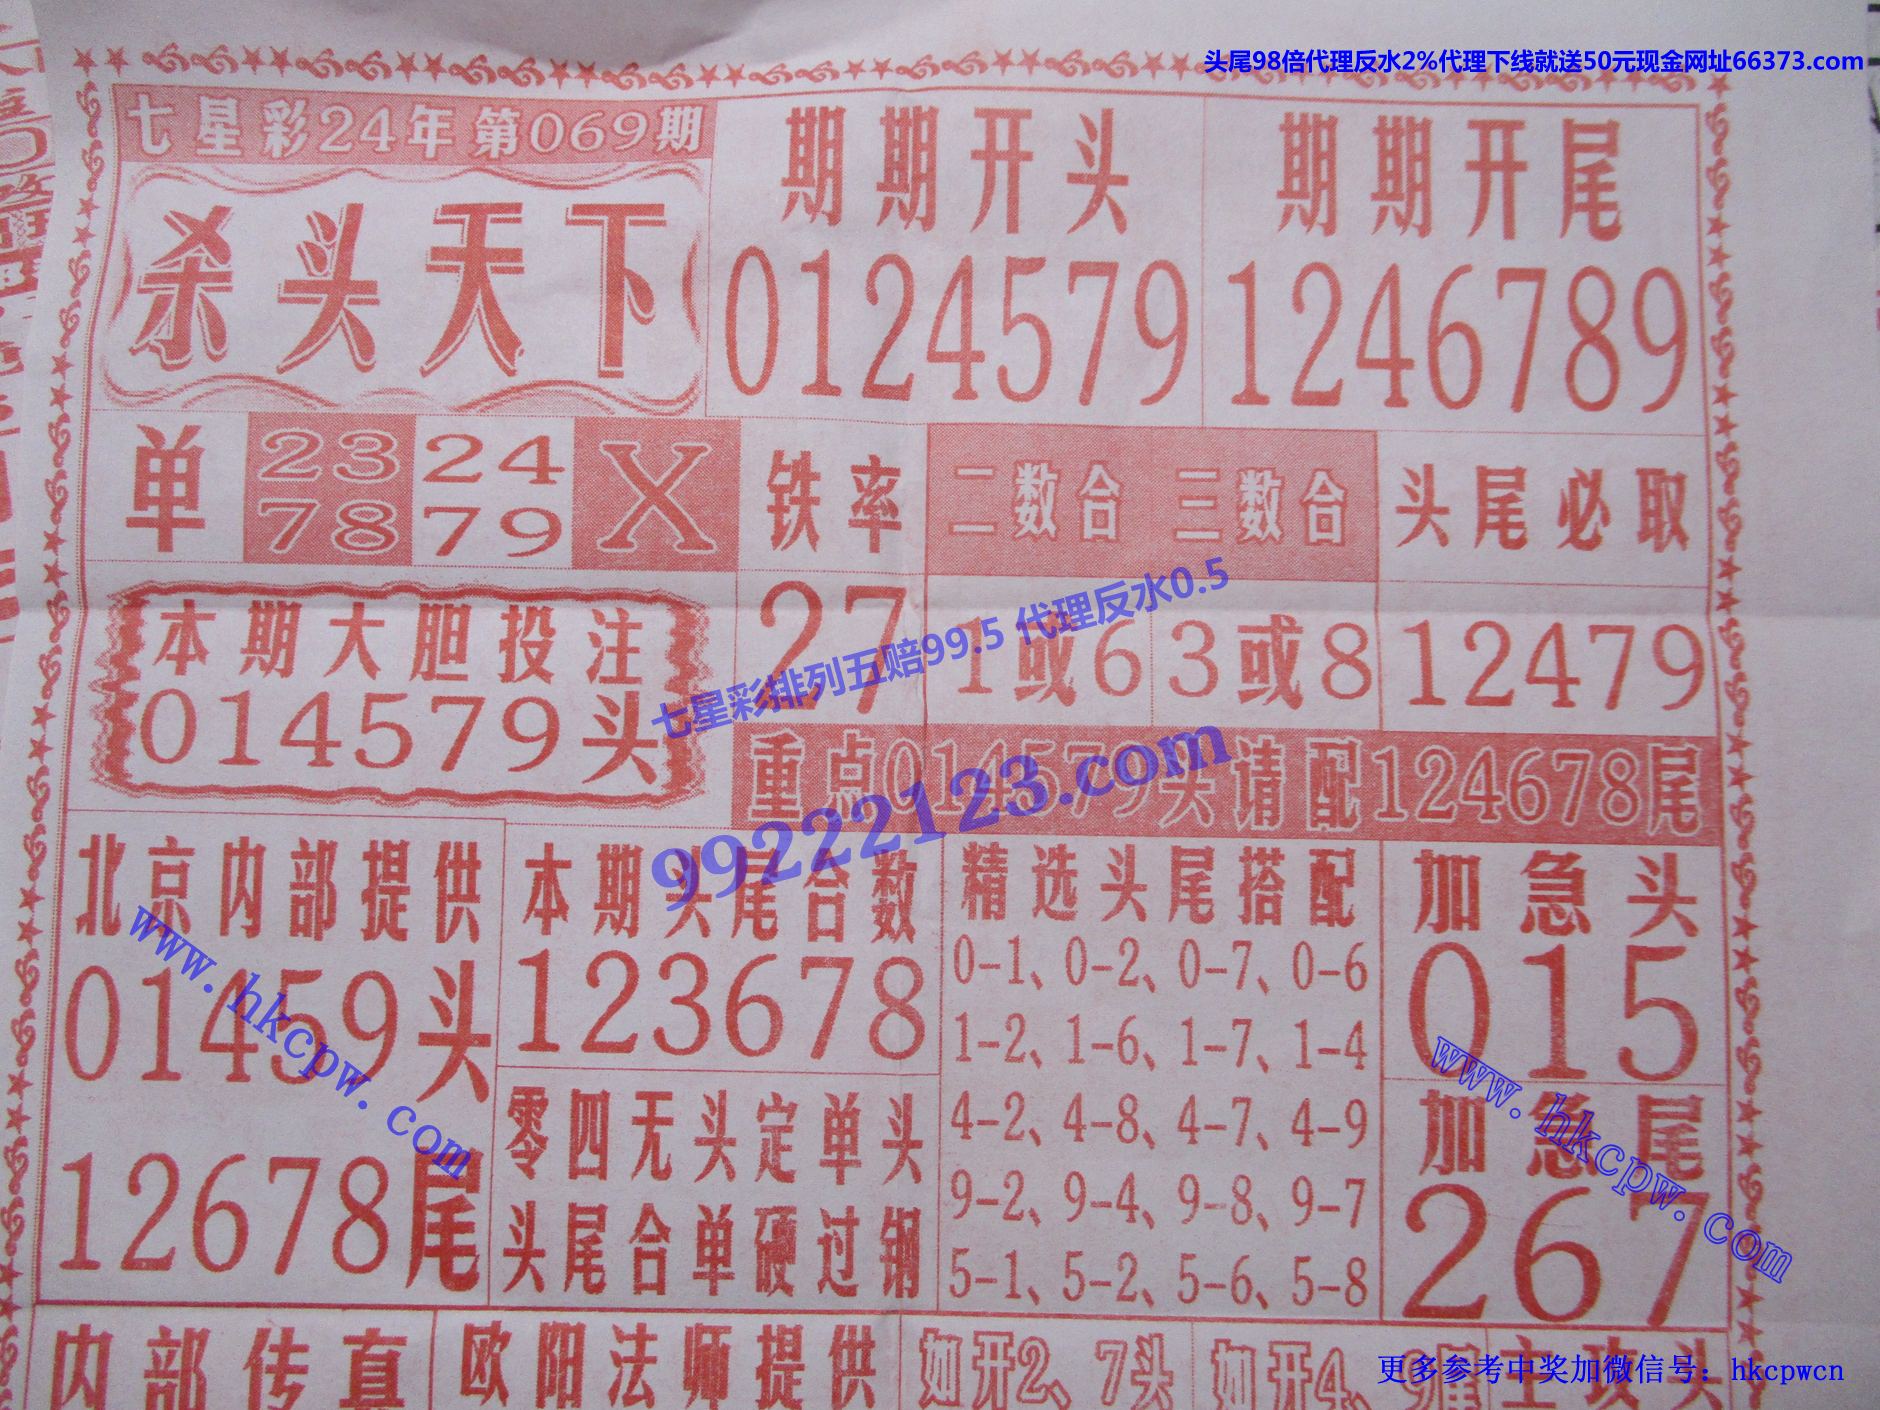 头尾98倍代理反水2%代理下线就送50元现金网址66373.com
七星彩24年第069期
杀头天下
期期开头
0124579
期期开尾
1246789
单
23 24
78 79
X
铁率
27
二数合 三数合
1或6 3或8
头尾必取
12479
本期大胆投注
014579头
七星彩排列五赔99.5 代理反水0.5
99222123.com
重点014579头请配124678尾
北京内部提供
01459头
12678尾
www.hkcpw.com
本期头尾合数
123678
零四无头定单头
头尾合单硬过钢
精选头尾搭配
0-1、0-2、0-7、0-6
1-2、1-6、1-7、1-4
4-2、4-8、4-7、4-9
9-2、9-4、9-8、9-7
5-1、5-2、5-6、5-8
加急头
015
加急尾
267
www.hkcpw.com
内部传真
欧阳法师提供
如开2、7头
如开4、9尾
主攻头
更多参考中奖加微信号：hkcpwcn